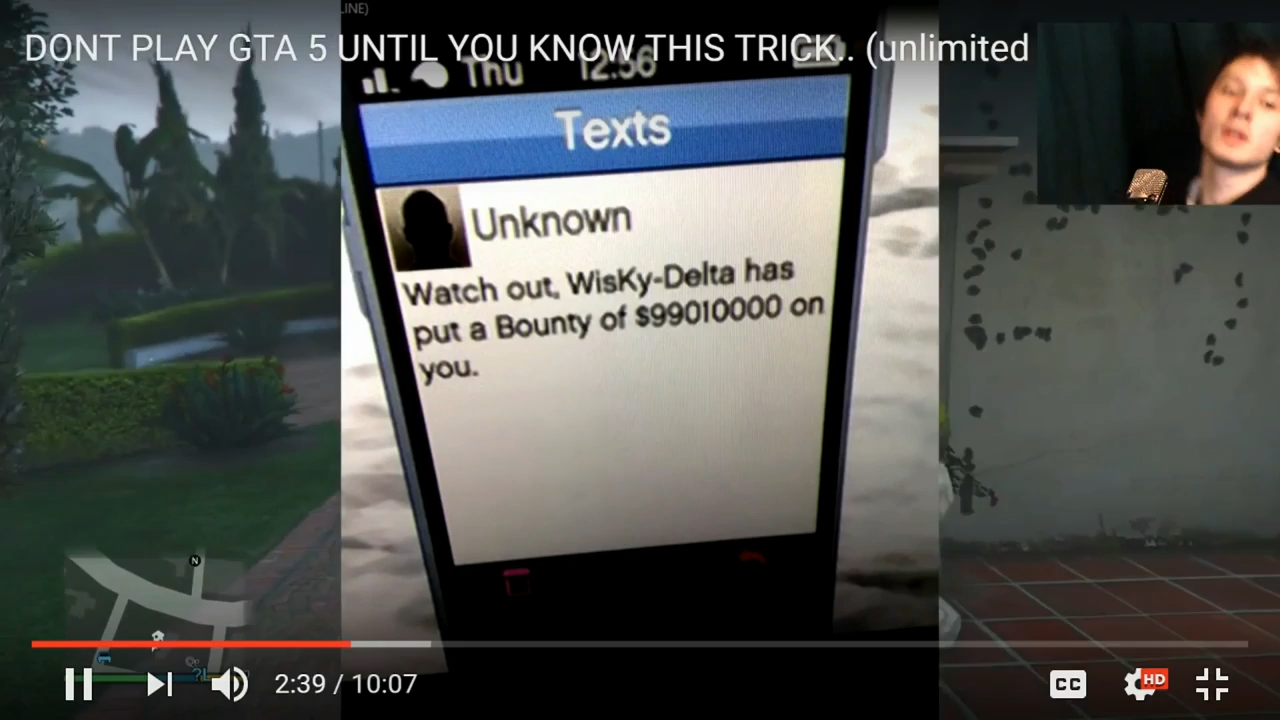 LINE)
DONT PLAY GTA 5 UNTIL YOU KNOW THIS TRICK.. (unlimited
Thu 12:56
Texts
Unknown
Watch out, WisKy-Delta has
put a Bounty of $99010000 on
you.
N
2:39 / 10:07
CC
HD